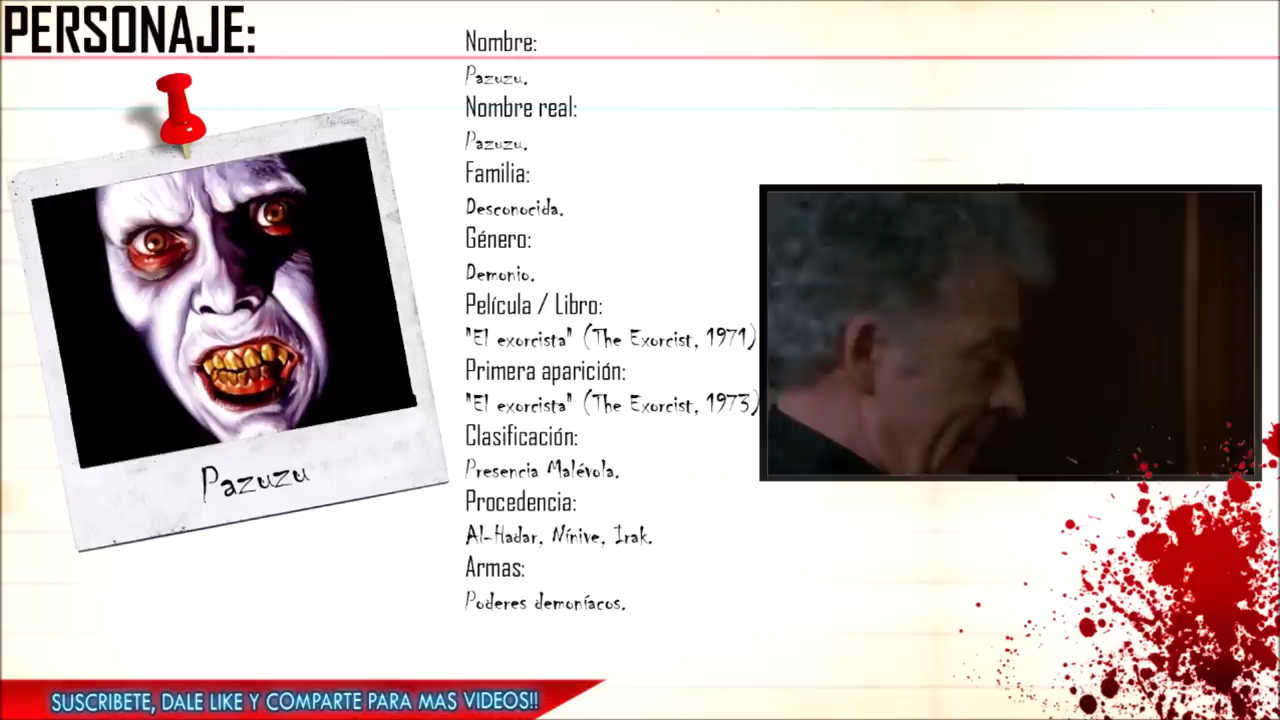 PERSONAJE:
Nombre:
Pazuzu.
Nombre real:
Pazuzu.
Familia:
Desconocida.
Género:
Demonio.
Película / Libro:
"El exorcista" (The Exorcist, 1971)
Primera aparición:
"El exorcista" (The Exorcist, 1973)
Clasificación:
Presencia Malévola.
Procedencia:
Al-Hadar, Nínive, Irak.
Armas:
Poderes demoníacos.
Pazuzu
SUSCRIBETE, DALE LIKE Y COMPARTE PARA MAS VIDEOS!!